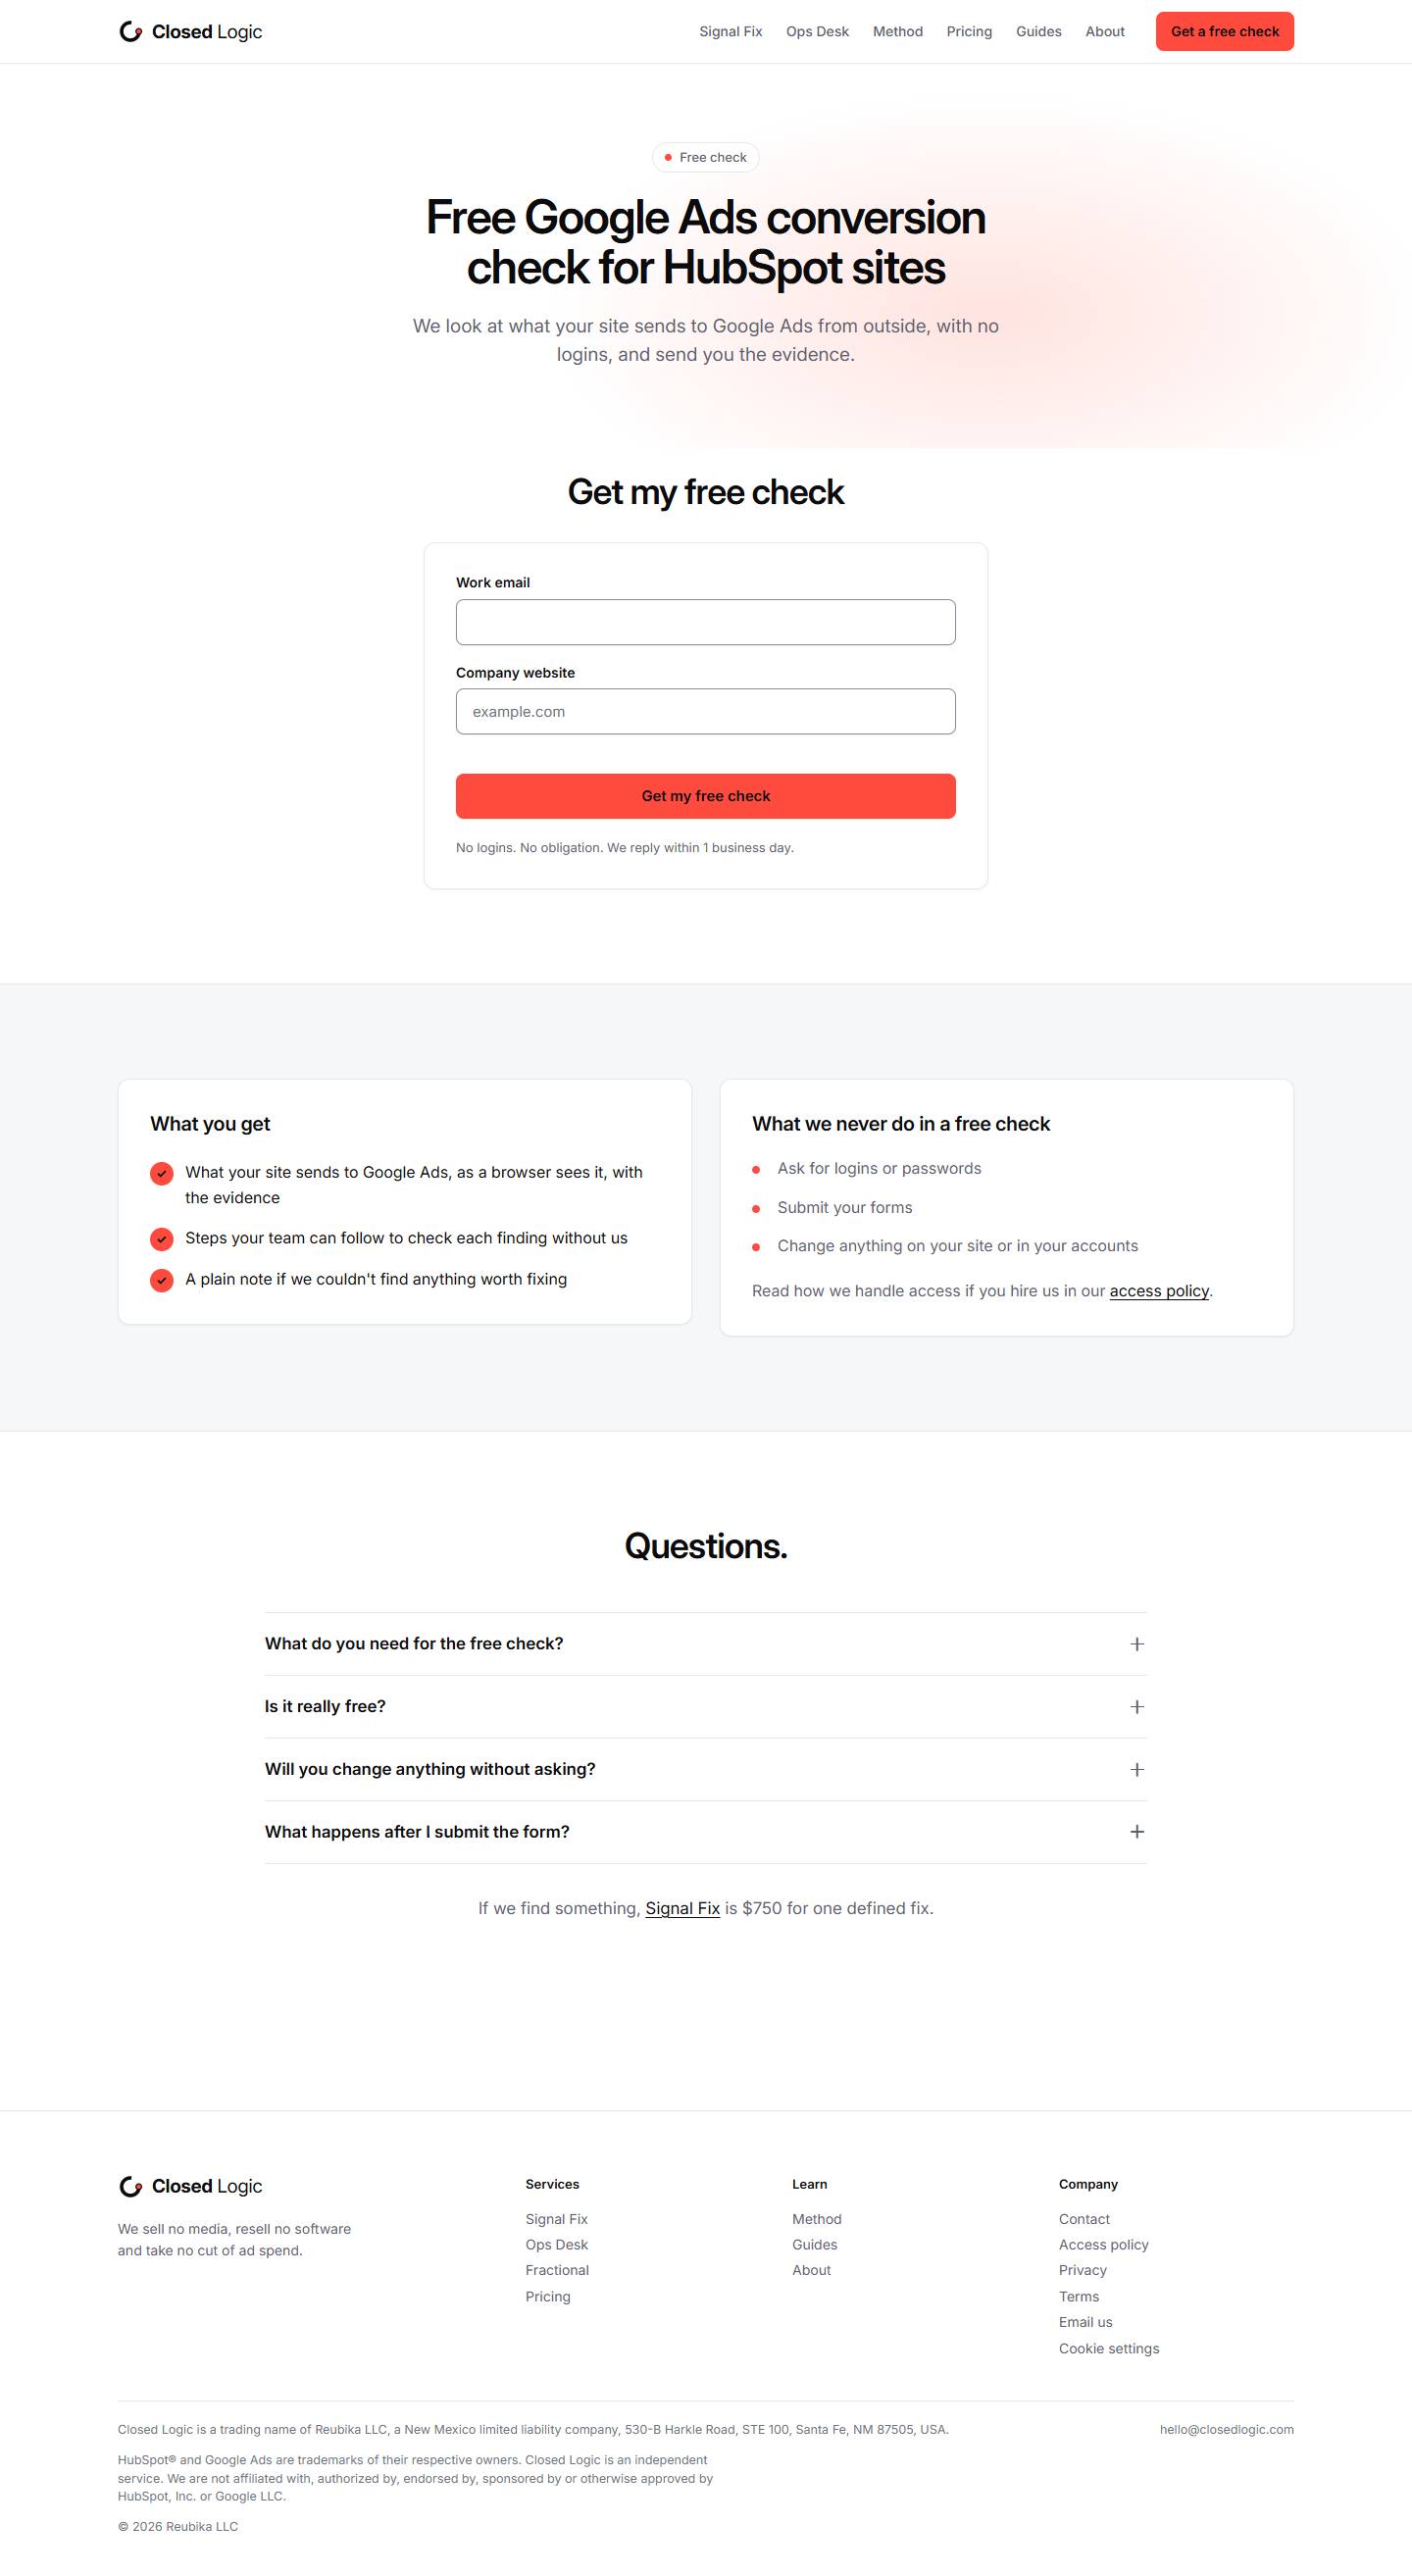 Closed Logic
Signal Fix
Ops Desk
Method
Pricing
Guides
About
Get a free check
Free check
Free Google Ads conversion
check for HubSpot sites
We look at what your site sends to Google Ads from outside, with no
logins, and send you the evidence.
Get my free check
Work email
Company website
example.com
Get my free check
No logins. No obligation. We reply within 1 business day.
What you get
What your site sends to Google Ads, as a browser sees it, with
the evidence
Steps your team can follow to check each finding without us
A plain note if we couldn't find anything worth fixing
What we never do in a free check
Ask for logins or passwords
Submit your forms
Change anything on your site or in your accounts
Read how we handle access if you hire us in our access policy.
Questions.
What do you need for the free check?
Is it really free?
Will you change anything without asking?
What happens after I submit the form?
If we find something, Signal Fix is $750 for one defined fix.
Closed Logic
We sell no media, resell no software
and take no cut of ad spend.
Services
Signal Fix
Ops Desk
Fractional
Pricing
Learn
Method
Guides
About
Company
Contact
Access policy
Privacy
Terms
Email us
Cookie settings
Closed Logic is a trading name of Reubika LLC, a New Mexico limited liability company, 530-B Harkle Road, STE 100, Santa Fe, NM 87505, USA.
hello@closedlogic.com
HubSpot® and Google Ads are trademarks of their respective owners. Closed Logic is an independent
service. We are not affiliated with, authorized by, endorsed by, sponsored by or otherwise approved by
HubSpot, Inc. or Google LLC.
© 2026 Reubika LLC